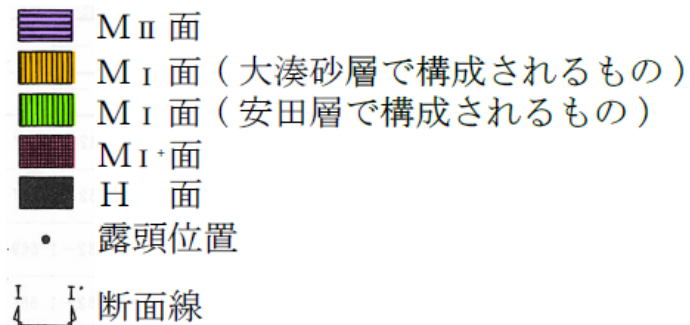 MⅡ面
MⅠ面(大湊砂層で構成されるもの)
MⅠ面(安田層で構成されるもの)
MⅠ⁺面
H 面
露頭位置
I I' 断面線